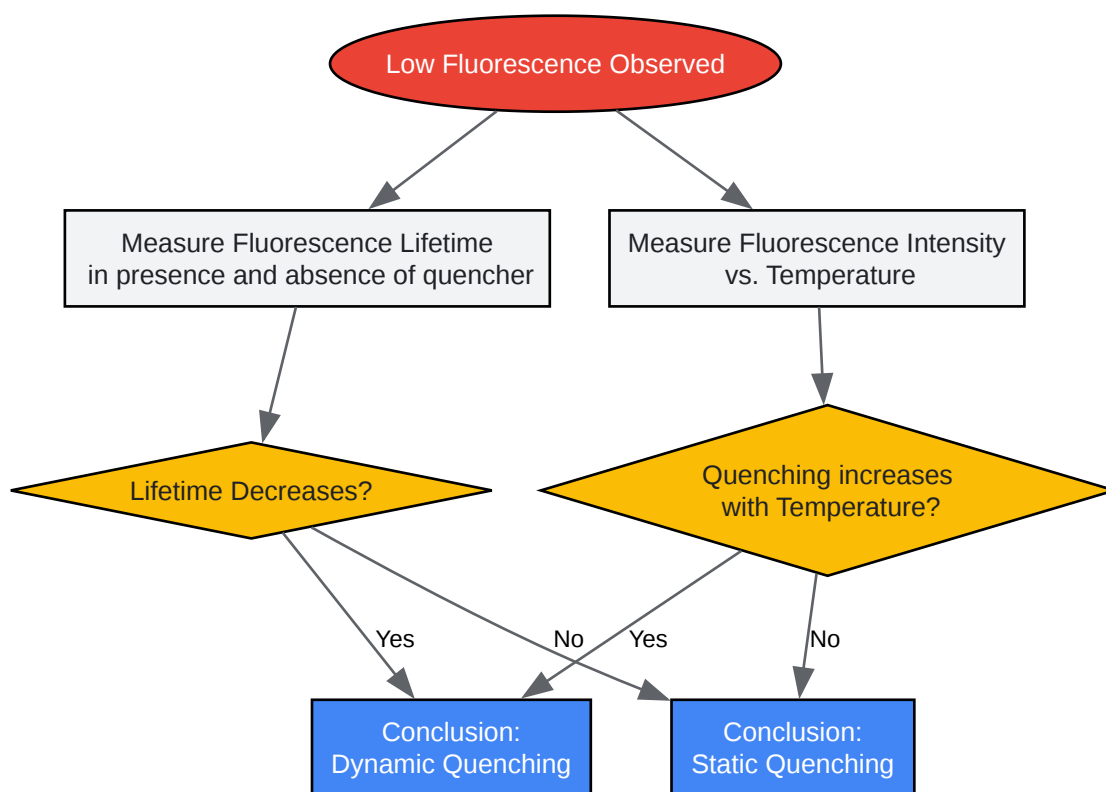 Low Fluorescence Observed
Measure Fluorescence Lifetime
in presence and absence of quencher
Measure Fluorescence Intensity
vs. Temperature
Lifetime Decreases?
Quenching increases
with Temperature?
Yes
No
Yes
No
Conclusion:
Dynamic Quenching
Conclusion:
Static Quenching